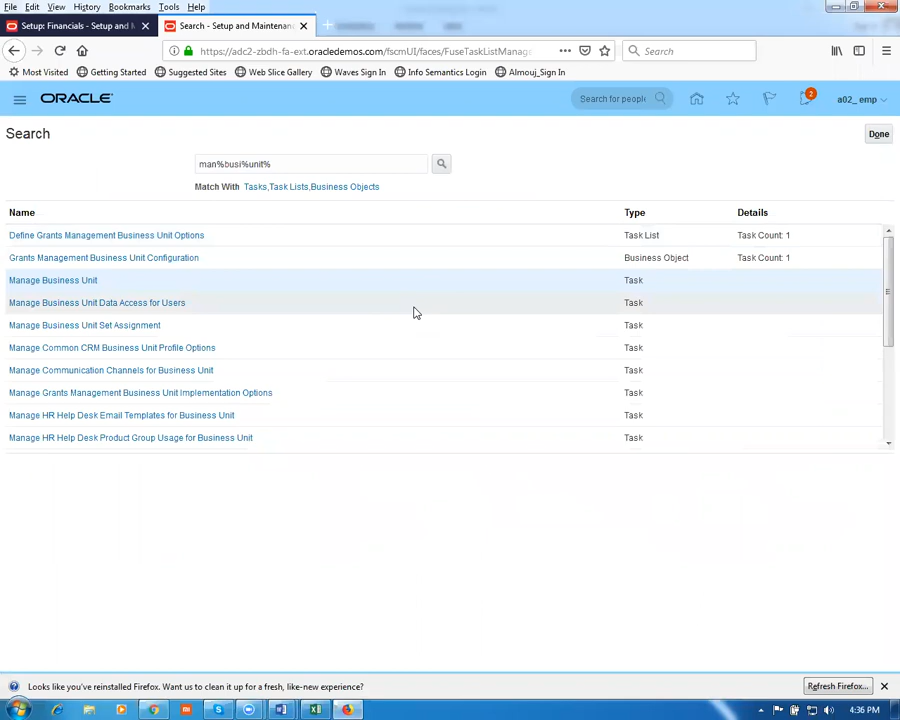 File Edit View History Bookmarks Tools Help
Setup: Financials - Setup and M × Search - Setup and Maintenan × +
https://adc2-zbdh-fa-ext.oracledemos.com/fscmUI/faces/FuseTaskListManag Search
Most Visited Getting Started Suggested Sites Web Slice Gallery Waves Sign In Info Semantics Login Almouj_Sign In
ORACLE Search for people 2 a02_ emp
Search Done
man%busi%unit%
Match With Tasks,Task Lists,Business Objects
Name Type Details
Define Grants Management Business Unit Options Task List Task Count: 1
Grants Management Business Unit Configuration Business Object Task Count: 1
Manage Business Unit Task
Manage Business Unit Data Access for Users Task
Manage Business Unit Set Assignment Task
Manage Common CRM Business Unit Profile Options Task
Manage Communication Channels for Business Unit Task
Manage Grants Management Business Unit Implementation Options Task
Manage HR Help Desk Email Templates for Business Unit Task
Manage HR Help Desk Product Group Usage for Business Unit Task
Looks like you've reinstalled Firefox. Want us to clean it up for a fresh, like-new experience? Refresh Firefox...
4:36 PM